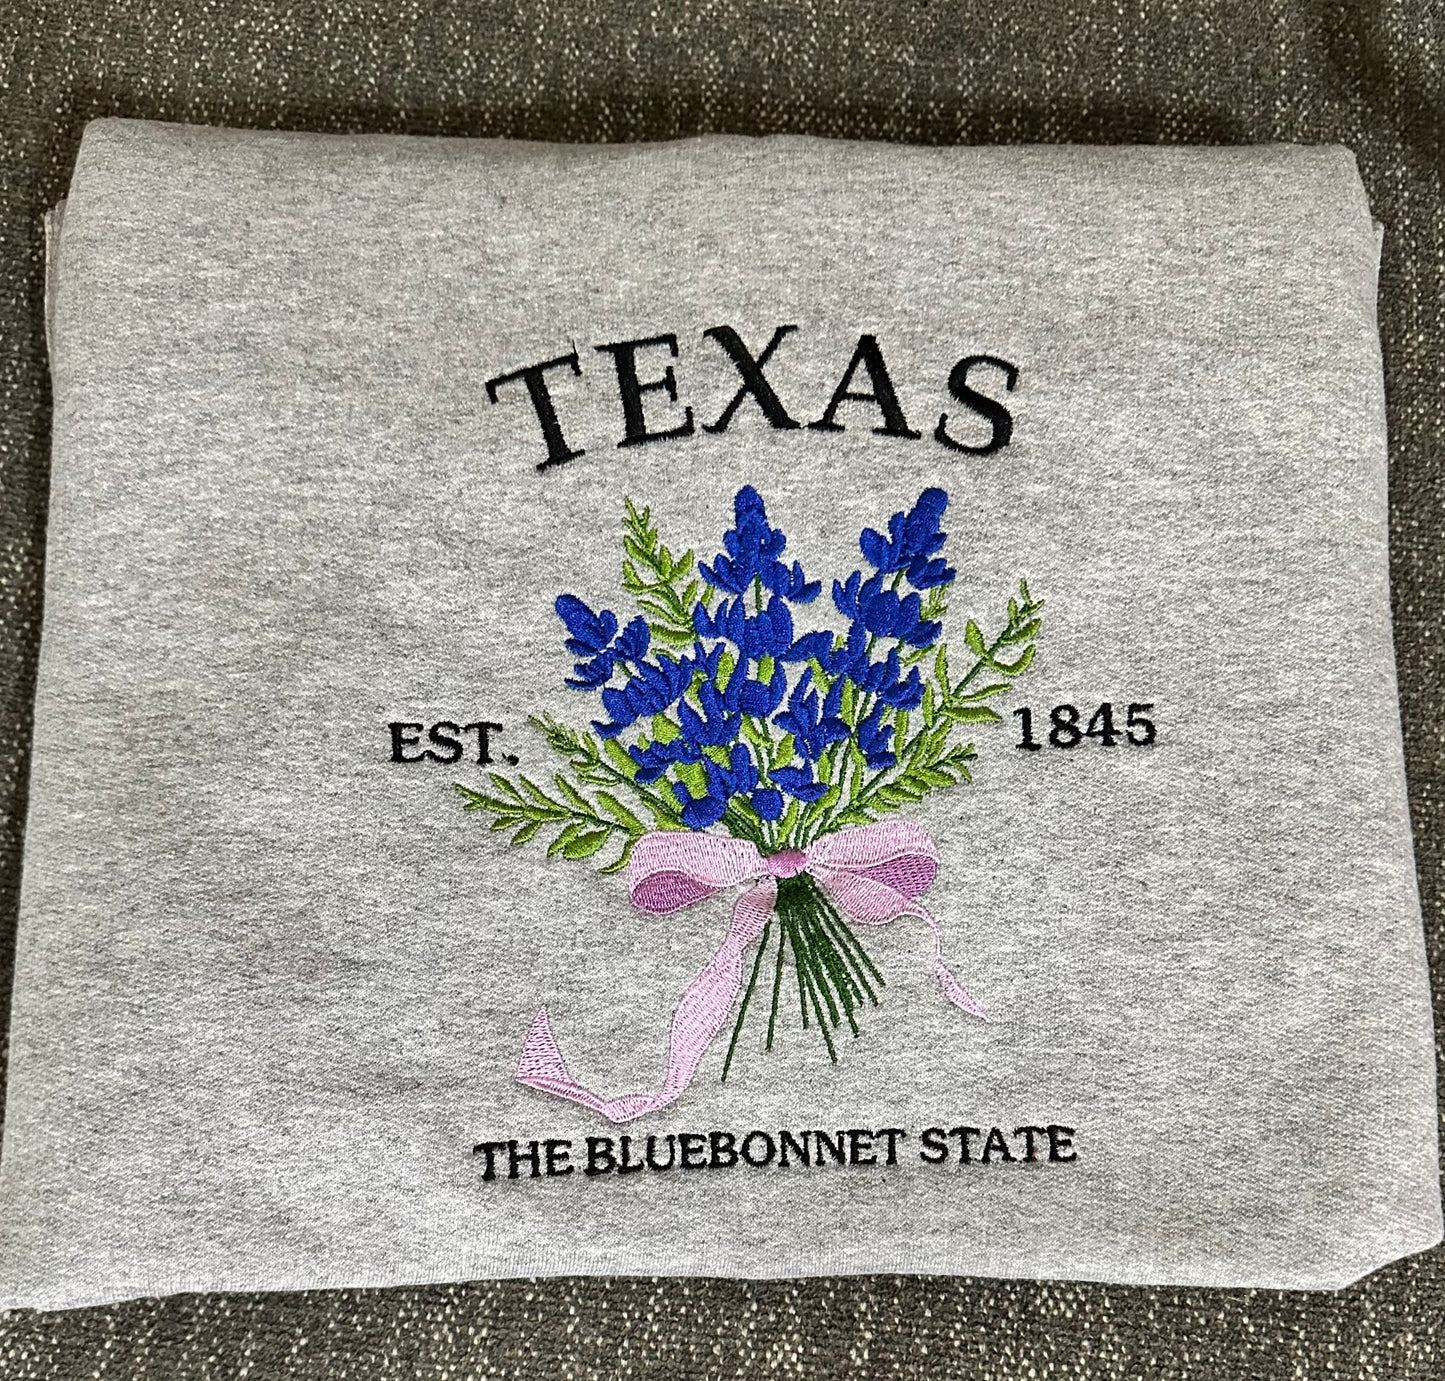 TEXAS
EST. 1845
THE BLUEBONNET STATE